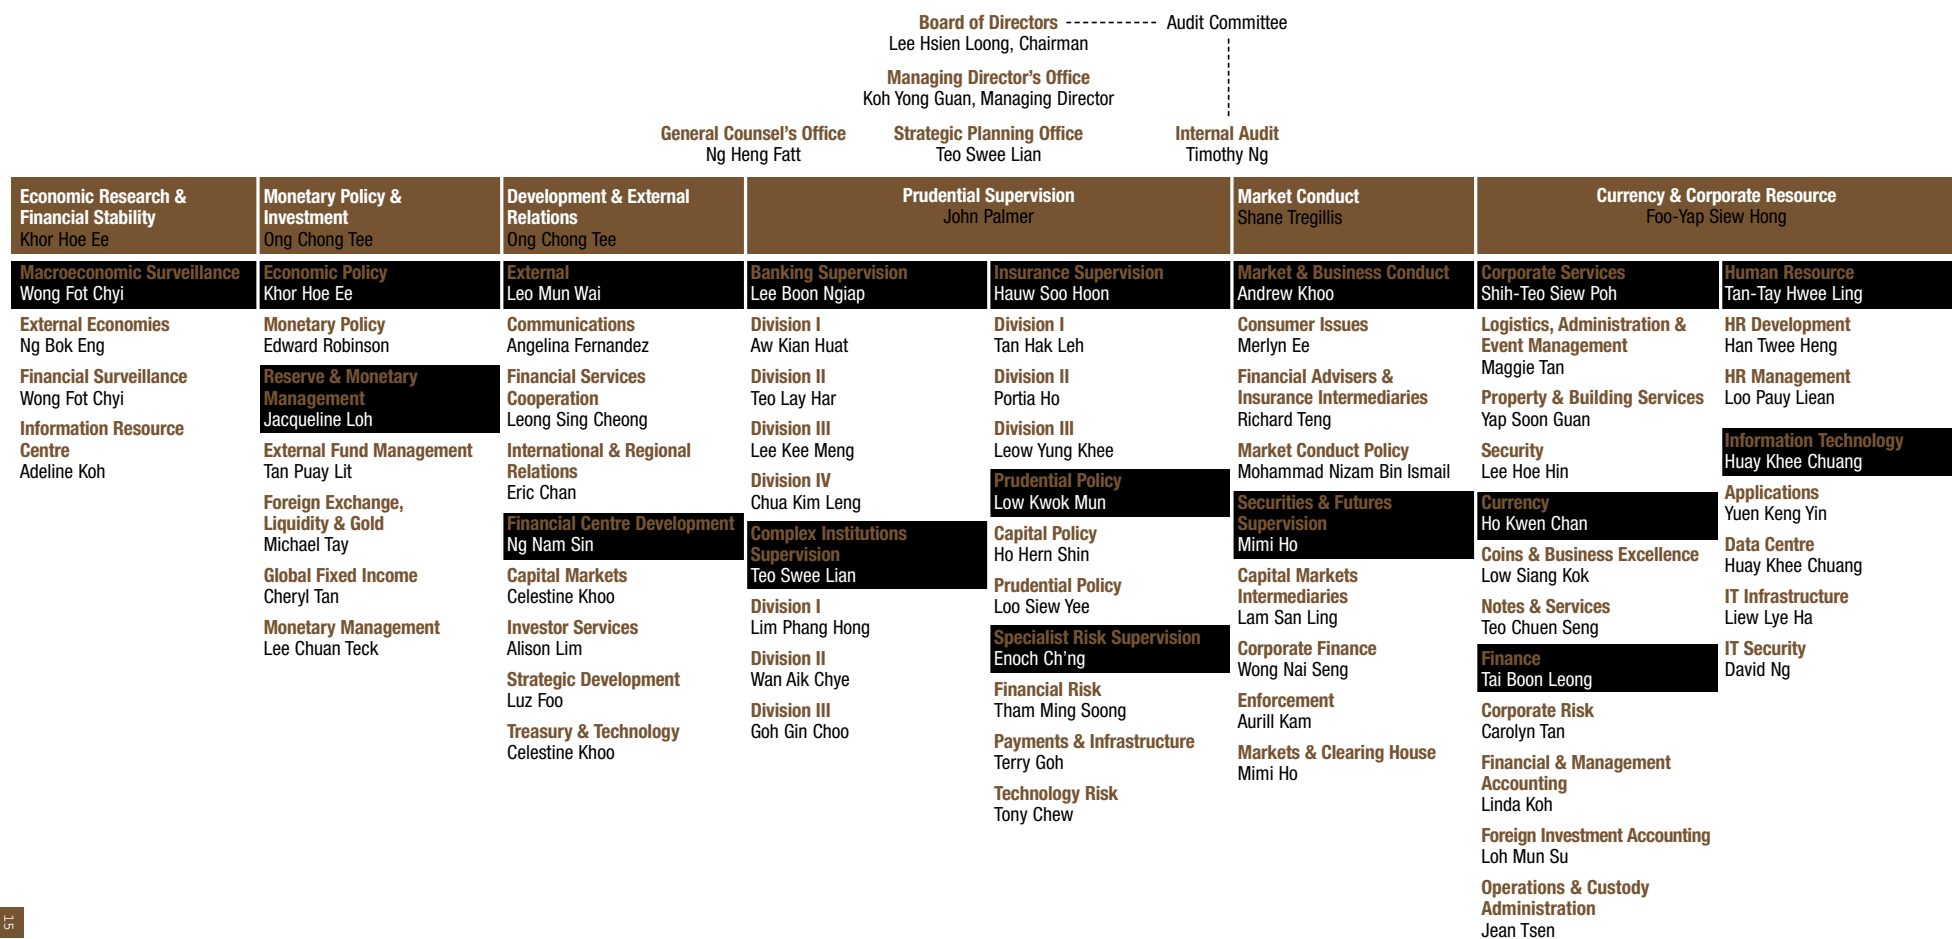 Board of Directors ----------- Audit Committee
Lee Hsien Loong, Chairman
Managing Director’s Office
Koh Yong Guan, Managing Director
General Counsel’s Office
Ng Heng Fatt
Strategic Planning Office
Teo Swee Lian
Internal Audit
Timothy Ng
Economic Research &
Financial Stability
Khor Hoe Ee
Macroeconomic Surveillance
Wong Fot Chyi
External Economies
Ng Bok Eng
Financial Surveillance
Wong Fot Chyi
Information Resource
Centre
Adeline Koh
Monetary Policy &
Investment
Ong Chong Tee
Economic Policy
Khor Hoe Ee
Monetary Policy
Edward Robinson
Reserve & Monetary
Management
Jacqueline Loh
External Fund Management
Tan Puay Lit
Foreign Exchange,
Liquidity & Gold
Michael Tay
Global Fixed Income
Cheryl Tan
Monetary Management
Lee Chuan Teck
Development & External
Relations
Ong Chong Tee
External
Leo Mun Wai
Communications
Angelina Fernandez
Financial Services
Cooperation
Leong Sing Cheong
International & Regional
Relations
Eric Chan
Financial Centre Development
Ng Nam Sin
Capital Markets
Celestine Khoo
Investor Services
Alison Lim
Strategic Development
Luz Foo
Treasury & Technology
Celestine Khoo
Prudential Supervision
John Palmer
Banking Supervision
Lee Boon Ngiap
Division I
Aw Kian Huat
Division II
Teo Lay Har
Division III
Lee Kee Meng
Division IV
Chua Kim Leng
Complex Institutions
Supervision
Teo Swee Lian
Division I
Lim Phang Hong
Division II
Wan Aik Chye
Division III
Goh Gin Choo
Insurance Supervision
Hauw Soo Hoon
Division I
Tan Hak Leh
Division II
Portia Ho
Division III
Leow Yung Khee
Prudential Policy
Low Kwok Mun
Capital Policy
Ho Hern Shin
Prudential Policy
Loo Siew Yee
Specialist Risk Supervision
Enoch Ch’ng
Financial Risk
Tham Ming Soong
Payments & Infrastructure
Terry Goh
Technology Risk
Tony Chew
Market Conduct
Shane Tregillis
Market & Business Conduct
Andrew Khoo
Consumer Issues
Merlyn Ee
Financial Advisers &
Insurance Intermediaries
Richard Teng
Market Conduct Policy
Mohammad Nizam Bin Ismail
Securities & Futures
Supervision
Mimi Ho
Capital Markets
Intermediaries
Lam San Ling
Corporate Finance
Wong Nai Seng
Enforcement
Aurill Kam
Markets & Clearing House
Mimi Ho
Currency & Corporate Resource
Foo-Yap Siew Hong
Corporate Services
Shih-Teo Siew Poh
Logistics, Administration &
Event Management
Maggie Tan
Property & Building Services
Yap Soon Guan
Security
Lee Hoe Hin
Currency
Ho Kwen Chan
Coins & Business Excellence
Low Siang Kok
Notes & Services
Teo Chuen Seng
Finance
Tai Boon Leong
Corporate Risk
Carolyn Tan
Financial & Management
Accounting
Linda Koh
Foreign Investment Accounting
Loh Mun Su
Operations & Custody
Administration
Jean Tsen
Human Resource
Tan-Tay Hwee Ling
HR Development
Han Twee Heng
HR Management
Loo Pauy Liean
Information Technology
Huay Khee Chuang
Applications
Yuen Keng Yin
Data Centre
Huay Khee Chuang
IT Infrastructure
Liew Lye Ha
IT Security
David Ng
15